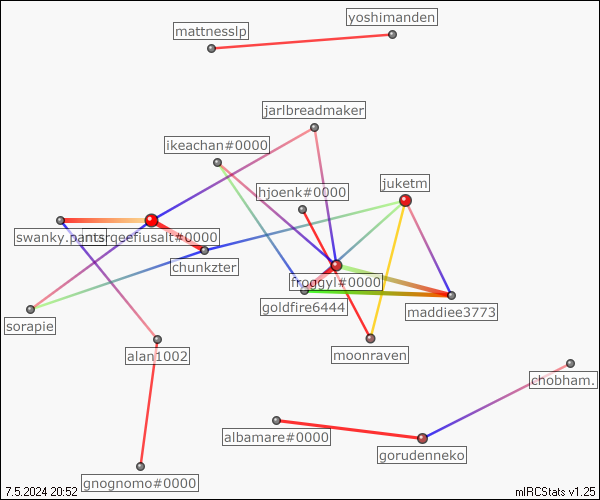 yoshimanden
mattnesslp
jarlbreadmaker
ikeachan#0000
juketm
hjoenk#0000
swanky.pants
#0000
chunkzter
froggyl#0000
goldfire6444
maddiee3773
sorapie
alan1002
moonraven
chobham.
albamare#0000
gorudenneko
gnognomo#0000
7.5.2024 20:52
mIRCStats v1.25